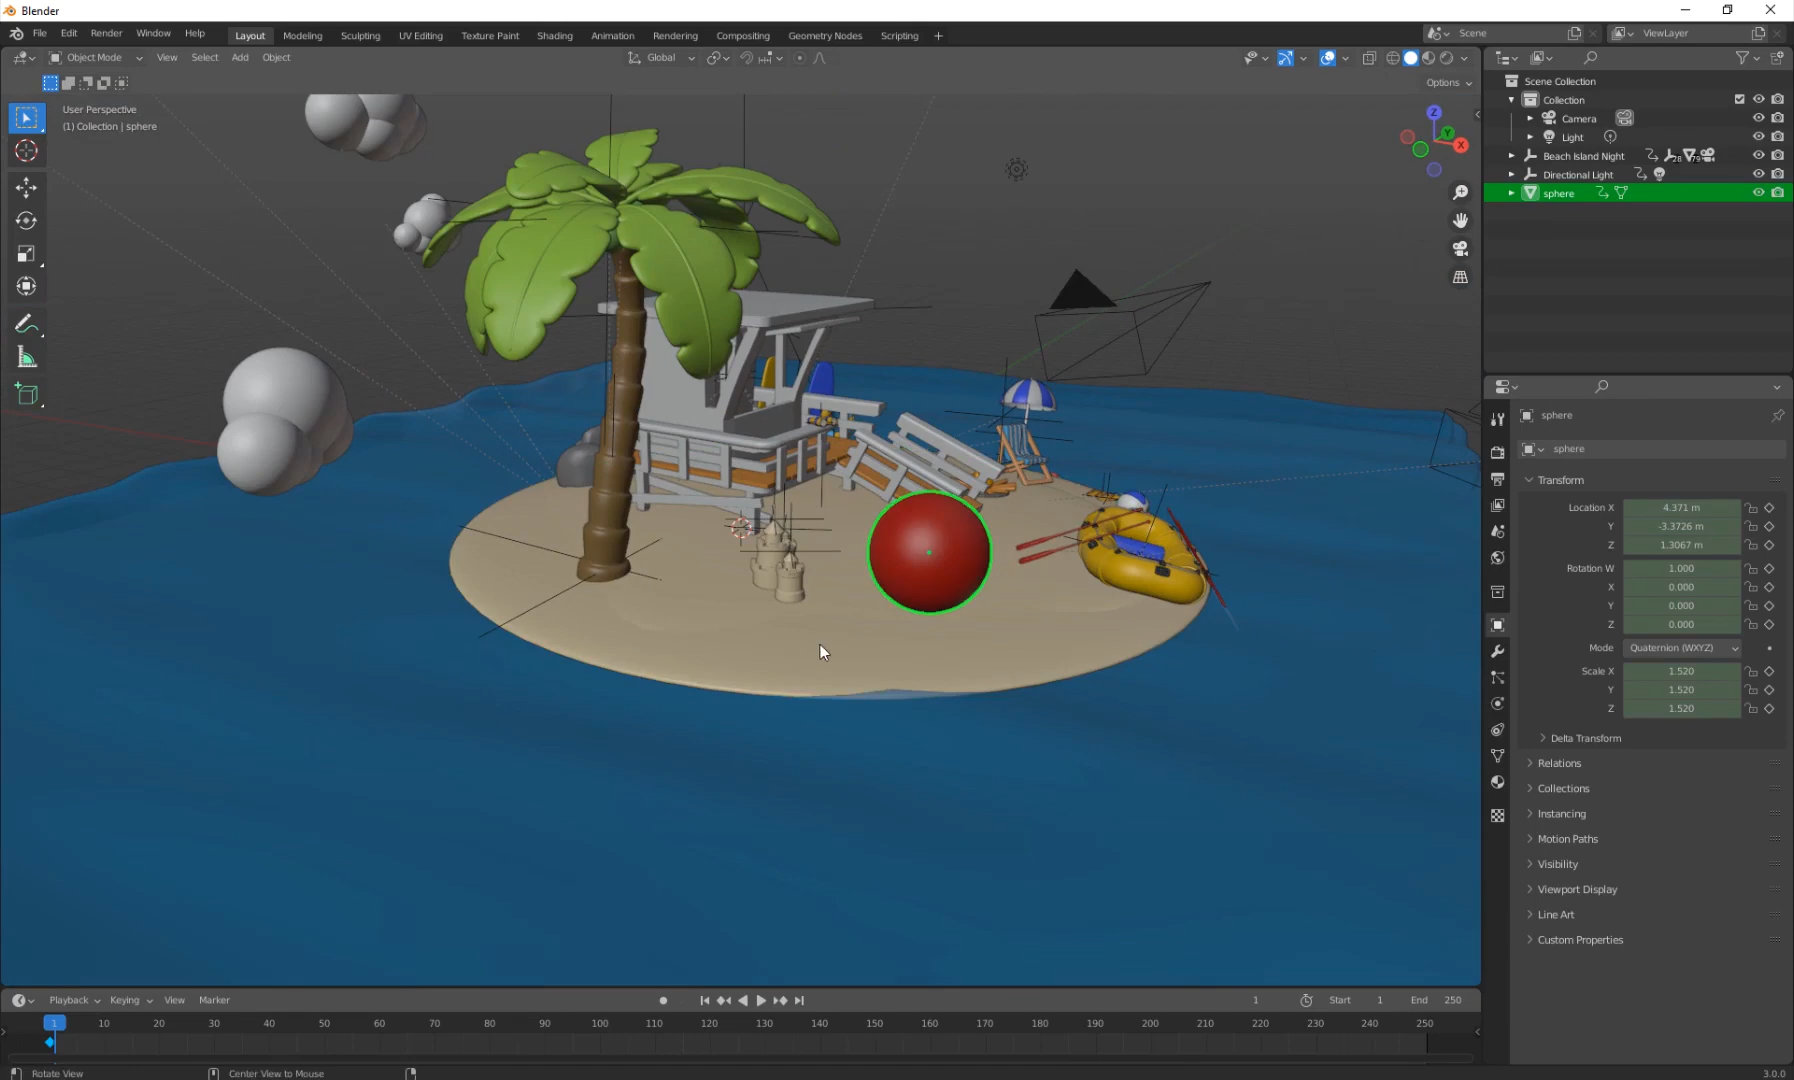 Blender
File Edit Render Window Help Layout Modeling Sculpting UV Editing Texture Paint Shading Animation Rendering Compositing Geometry Nodes Scripting + Scene ViewLayer
Object Mode View Select Add Object Global
Options
User Perspective
(1) Collection | sphere
Z
Y
X
Scene Collection
Collection
Camera
Light
Beach Island Night 28 79
Directional Light
sphere
sphere
sphere
Transform
Location X 4.371 m
Y -3.3726 m
Z 1.3067 m
Rotation W 1.000
X 0.000
Y 0.000
Z 0.000
Mode Quaternion (WXYZ)
Scale X 1.520
Y 1.520
Z 1.520
Delta Transform
Relations
Collections
Instancing
Motion Paths
Visibility
Viewport Display
Line Art
Custom Properties
Playback Keying View Marker 1 Start 1 End 250
1 10 20 30 40 50 60 70 80 90 100 110 120 130 140 150 160 170 180 190 200 210 220 230 240 250
Rotate View Center View to Mouse 3.0.0